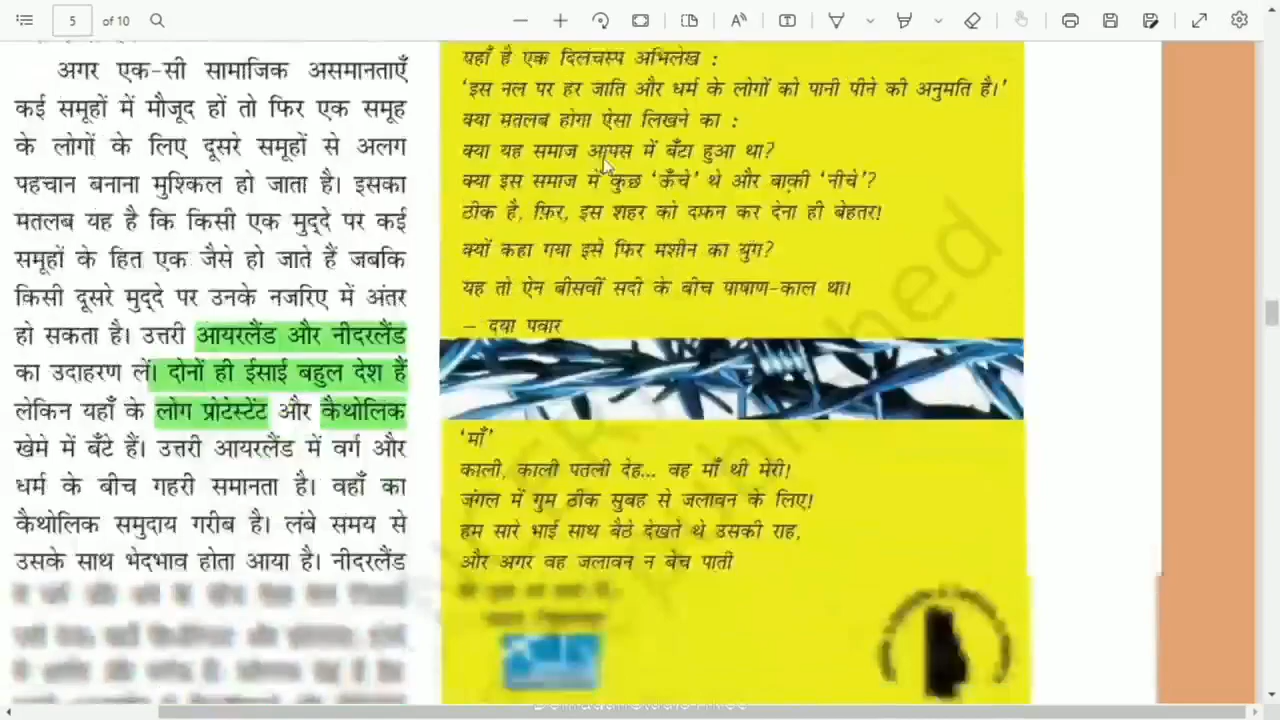 5 of 10
अगर एक-सी सामाजिक असमानताएँ
कई समूहों में मौजूद हों तो फिर एक समूह
के लोगों के लिए दूसरे समूहों से अलग
पहचान बनाना मुश्किल हो जाता है। इसका
मतलब यह है कि किसी एक मुद्दे पर कई
समूहों के हित एक जैसे हो जाते हैं जबकि
किसी दूसरे मुद्दे पर उनके नजरिए में अंतर
हो सकता है। उत्तरी आयरलैंड और नीदरलैंड
का उदाहरण लें। दोनों ही ईसाई बहुल देश हैं
लेकिन यहाँ के लोग प्रोटेस्टेंट और कैथोलिक
खेमे में बँटे हैं। उत्तरी आयरलैंड में वर्ग और
धर्म के बीच गहरी समानता है। वहाँ का
कैथोलिक समुदाय गरीब है। लंबे समय से
उसके साथ भेदभाव होता आया है। नीदरलैंड
यहाँ है एक दिलचस्प अभिलेख :
‘इस नल पर हर जाति और धर्म के लोगों को पानी पीने की अनुमति है।’
क्या मतलब होगा ऐसा लिखने का :
क्या यह समाज आपस में बँटा हुआ था?
क्या इस समाज में कुछ ‘ऊँचे’ थे और बाक़ी ‘नीचे’?
ठीक है, फ़िर, इस शहर को दफ़न कर देना ही बेहतर!
क्यों कहा गया इसे फिर मशीन का युग?
यह तो ऐन बीसवीं सदी के बीच पाषाण-काल था।
– दया पवार
‘माँ’
काली, काली पतली देह... वह माँ थी मेरी!
जंगल में गुम ठीक सुबह से जलावन के लिए!
हम सारे भाई साथ बैठे देखते थे उसकी राह,
और अगर वह जलावन न बेच पाती